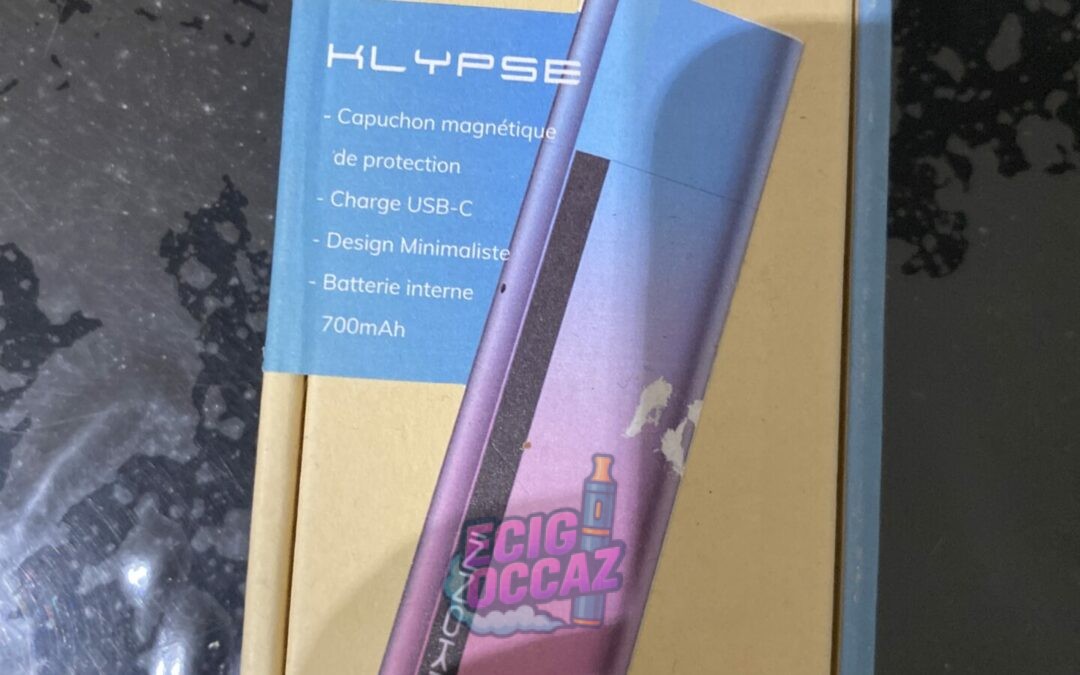 KLYPSE
- Capuchon magnétique
de protection
- Charge USB-C
- Design Minimaliste
- Batterie interne
700mAh
ECIG
OCCAZ